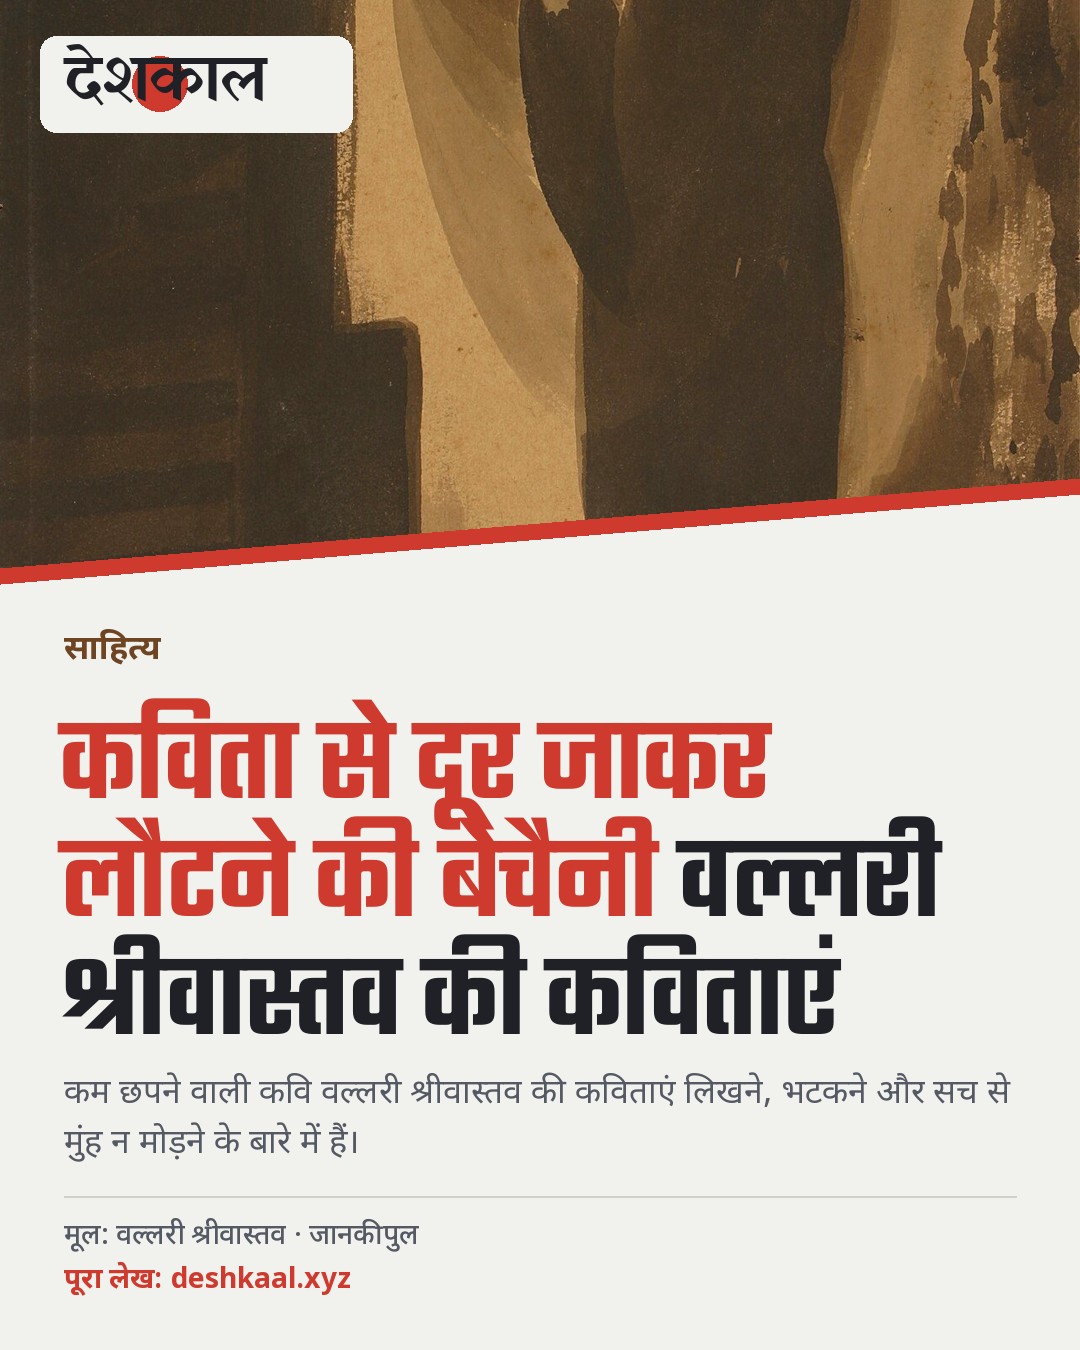 देशकाल
साहित्य
कविता से दूर जाकर
लौटने की बेचैनी वल्लरी
श्रीवास्तव की कविताएं
कम छपने वाली कवि वल्लरी श्रीवास्तव की कविताएं लिखने, भटकने और सच से
मुंह न मोड़ने के बारे में हैं।
मूल: वल्लरी श्रीवास्तव · जानकीपुल
पूरा लेख: deshkaal.xyz